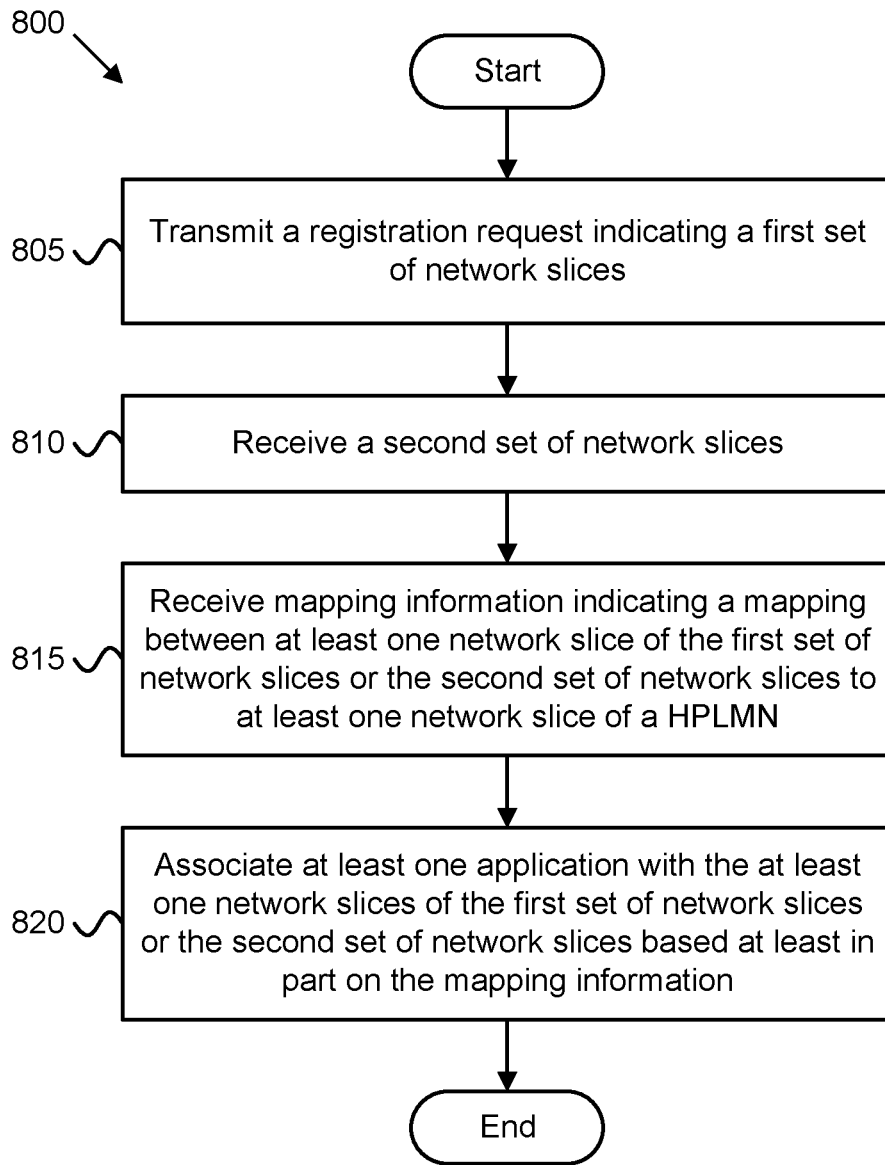 800
Start
805
Transmit a registration request indicating a first set
of network slices
810
Receive a second set of network slices
815
Receive mapping information indicating a mapping
between at least one network slice of the first set of
network slices or the second set of network slices to
at least one network slice of a HPLMN
820
Associate at least one application with the at least
one network slices of the first set of network slices
or the second set of network slices based at least in
part on the mapping information
End